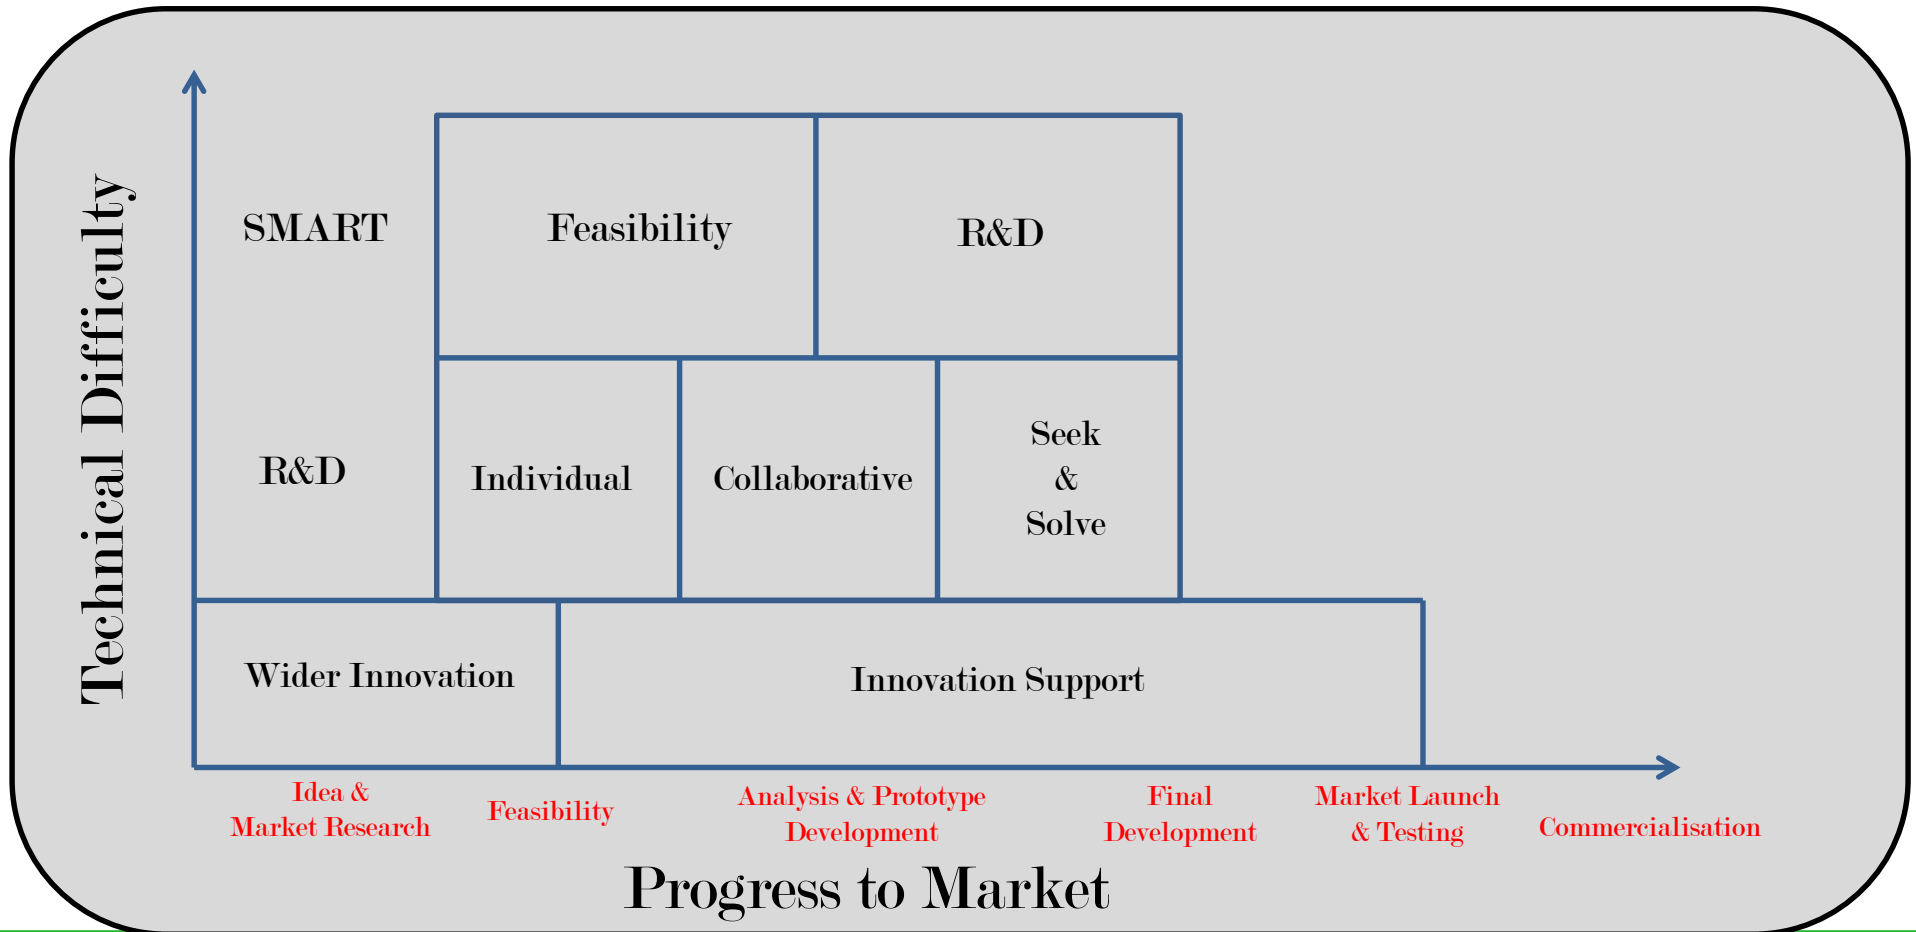 Technical Difficulty
SMART
Feasibility
R&D
R&D
Individual
Collaborative
Seek
&
Solve
Wider Innovation
Innovation Support
Idea &
Market Research
Feasibility
Analysis & Prototype
Development
Final
Development
Market Launch
& Testing
Commercialisation
Progress to Market